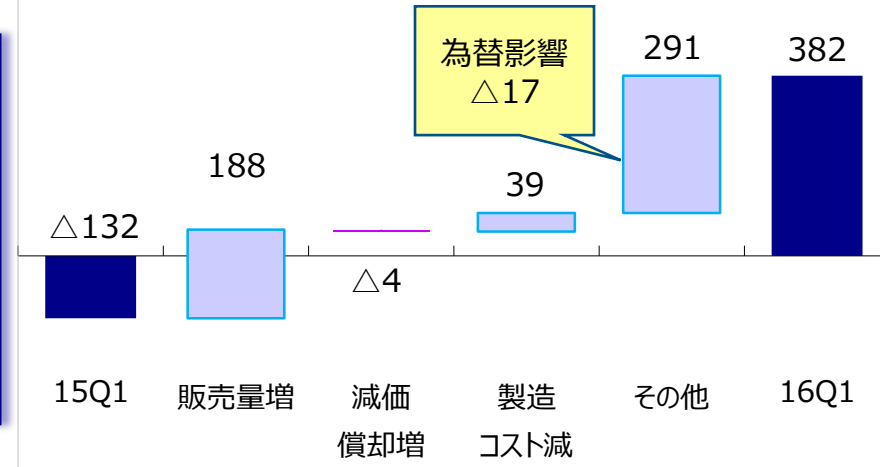 為替影響
△17
291
382
188
39
△132
△4
15Q1
販売量増
減価
償却増
製造
コスト減
その他
16Q1